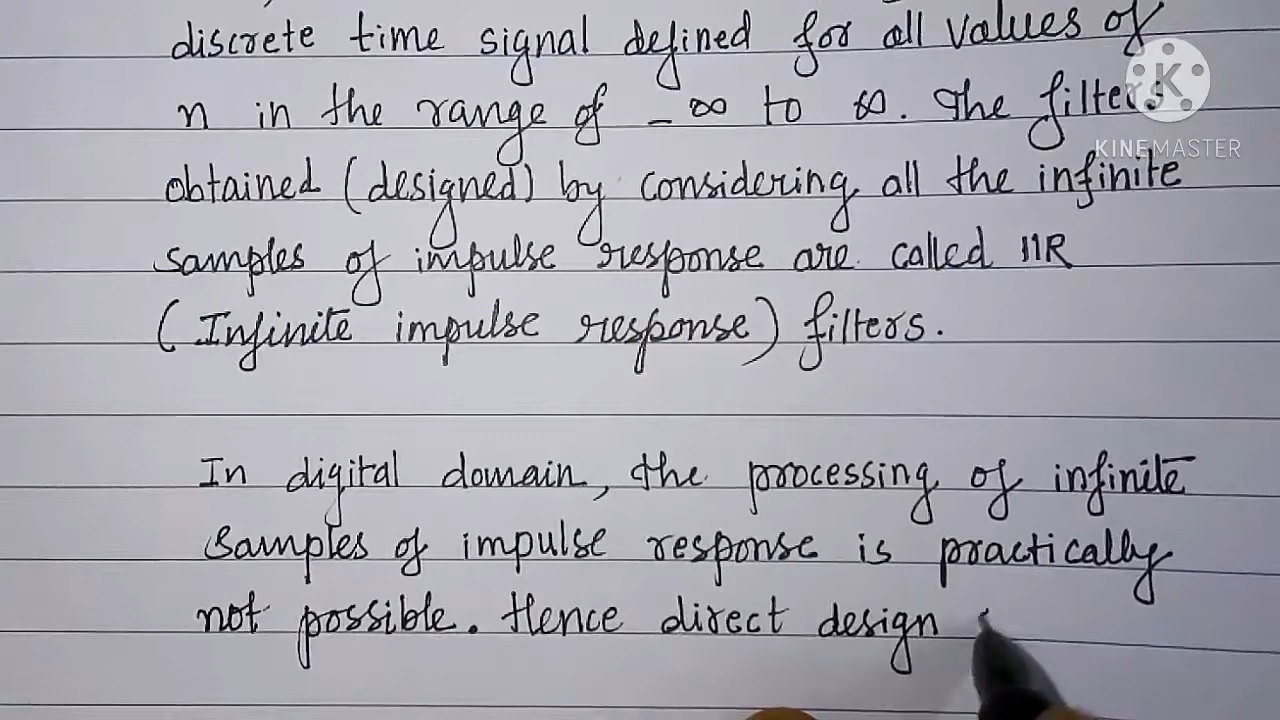 discrete time signal defined for all values of
n in the range of -∞ to ∞. The filters
obtained (designed) by considering all the infinite
samples of impulse response are called IIR
(Infinite impulse response) filters.
In digital domain, the processing of infinite
samples of impulse response is practically
not possible. Hence direct design
K
KINEMASTER